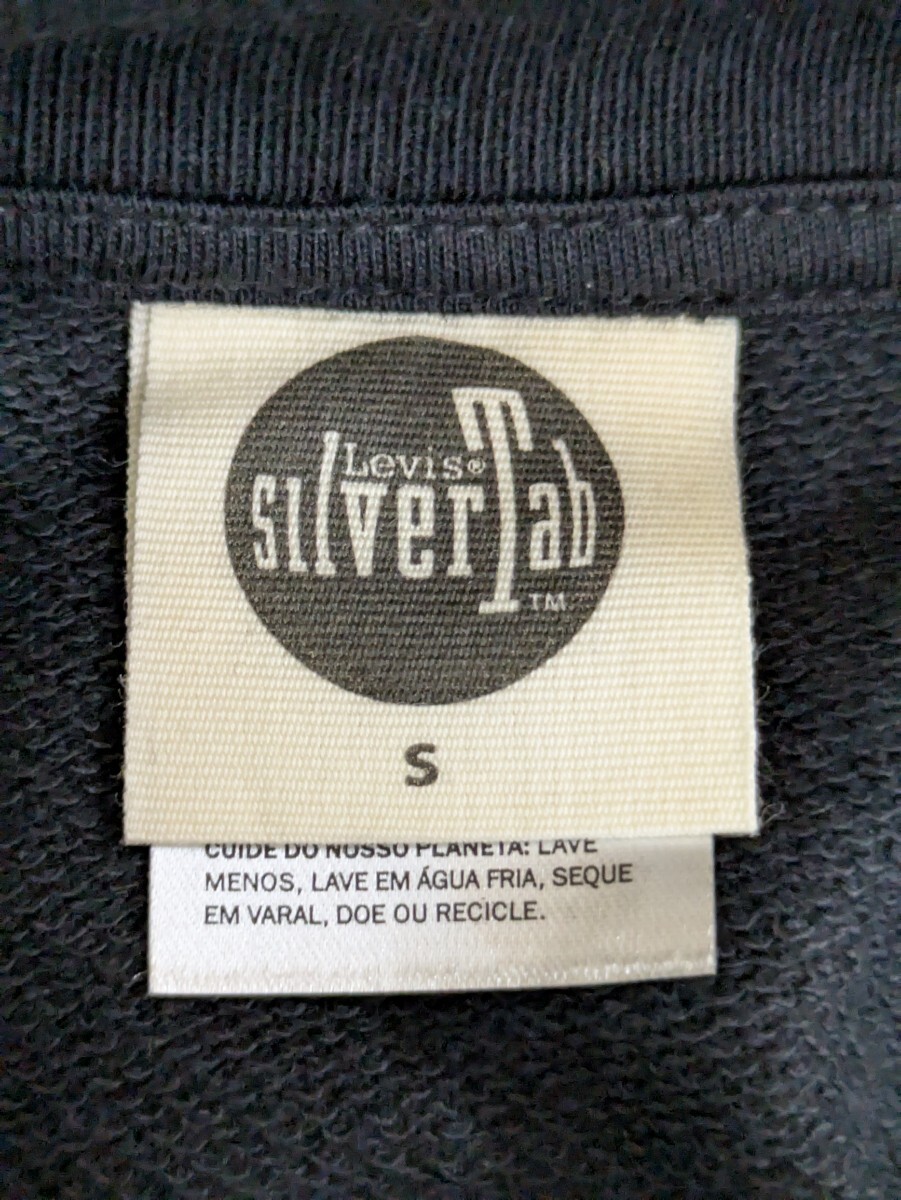 Levis®
silverTab
™
S
CUIDE DO NOSSO PLANETA: LAVE
MENOS, LAVE EM ÁGUA FRIA, SEQUE
EM VARAL, DOE OU RECICLE.